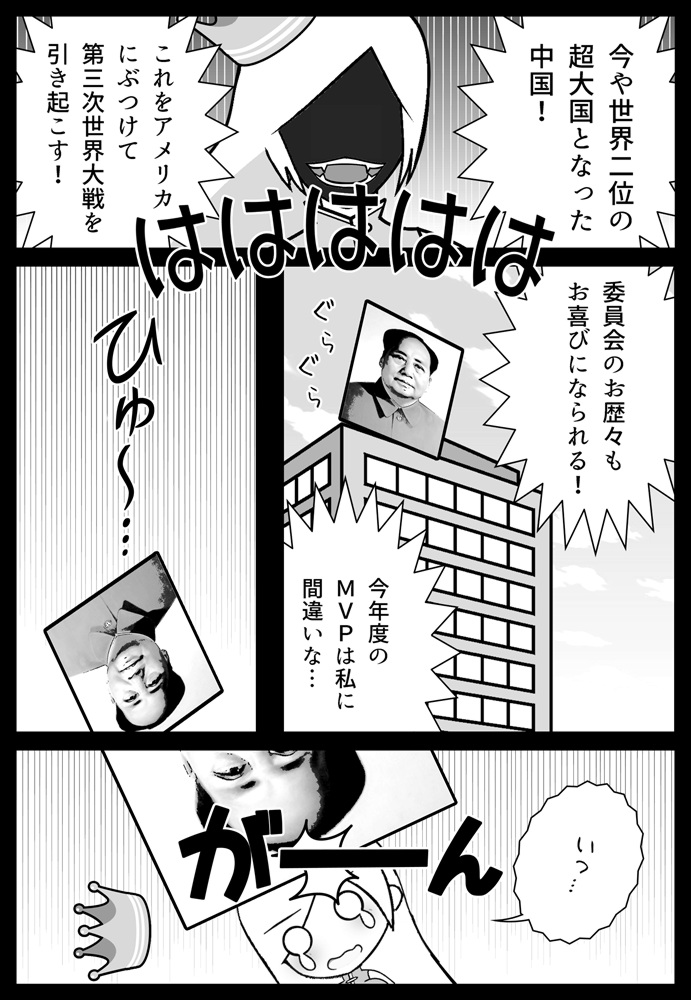 今や世界二位の
超大国となった
中国！
これをアメリカ
にぶつけて
第三次世界大戦を
引き起こす！
はははははは
委員会のお歴々も
お喜びになられる！
ぐらぐら
今年度の
ＭＶＰは私に
間違いな…
ひゅ〜…
いっ…
がーん